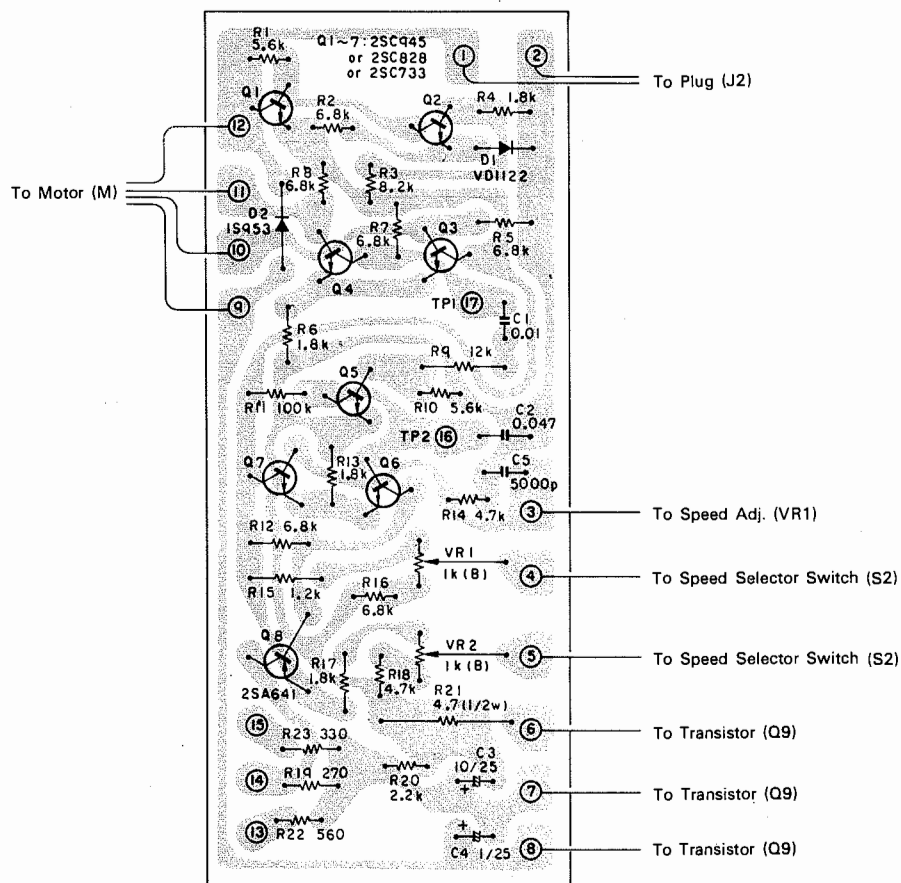 R1
5.6k
Q1~7:2SC945
or 2SC828
or 2SC733
1
2
To Plug (J2)
Q1
R2
6.8k
Q2
R4 1.8k
12
D1
VD1122
To Motor (M)
11
R8
6.8k
R3
8.2k
D2
1S953
R7
6.8k
Q3
R5
6.8k
10
Q4
9
TP1 17
C1
0.01
R6
1.8k
R9 12k
Q5
R11 100k
R10 5.6k
C2
0.047
TP2 16
Q7
R13
1.8k
Q6
C5
5000p
R14 4.7k
3
To Speed Adj. (VR1)
R12 6.8k
VR1
1k(B)
4
To Speed Selector Switch (S2)
R15 1.2k
R16
6.8k
Q8
2SA641
R17
1.8k
R18
4.7k
VR2
1k(B)
5
To Speed Selector Switch (S2)
R21
4.7(1/2w)
15
R23 330
6
To Transistor (Q9)
14
R19 270
R20
2.2k
C3
10/25
+
7
To Transistor (Q9)
13
R22 560
+
C4 1/25
8
To Transistor (Q9)